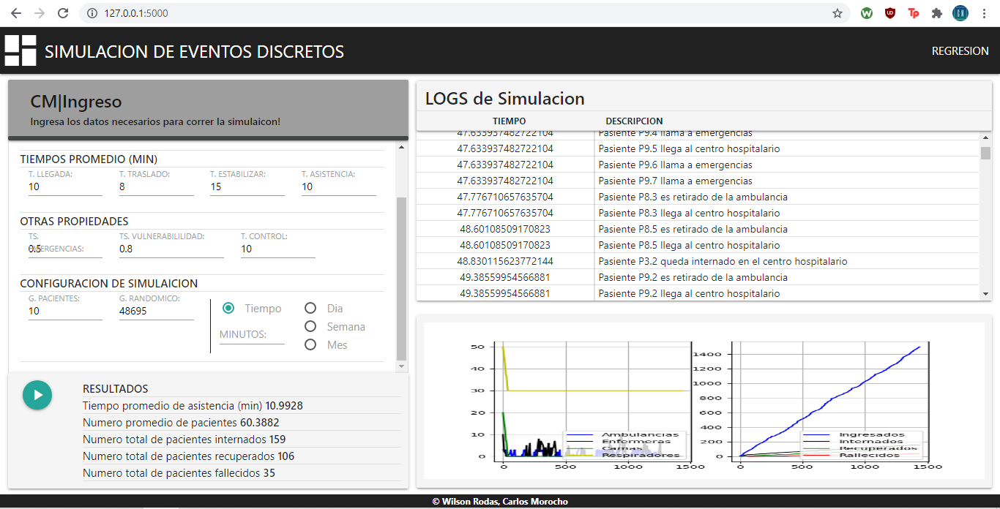 127.0.0.1:5000
SIMULACION DE EVENTOS DISCRETOS
REGRESION
CM|Ingreso
Ingresa los datos necesarios para correr la simulaicon!
TIEMPOS PROMEDIO (MIN)
T. LLEGADA: T. TRASLADO: T. ESTABILIZAR: T. ASISTENCIA:
10 8 15 10
OTRAS PROPIEDADES
TS. EMERGENCIAS: TS. VULNERABILILIDAD: T. CONTROL:
0.5 0.8 10
CONFIGURACION DE SIMULAICION
G. PACIENTES: G. RANDOMICO:
10 48695
Tiempo
MINUTOS:
Dia
Semana
Mes
RESULTADOS
Tiempo promedio de asistencia (min) 10.9928
Numero promedio de pacientes 60.3882
Numero total de pacientes internados 159
Numero total de pacientes recuperados 106
Numero total de pacientes fallecidos 35
LOGS de Simulacion
TIEMPO DESCRIPCION
47.633937482722104 Pasiente P9.4 llama a emergencias
47.633937482722104 Pasiente P9.5 llega al centro hospitalario
47.633937482722104 Pasiente P9.6 llama a emergencias
47.633937482722104 Pasiente P9.7 llama a emergencias
47.776710657635704 Pasiente P8.3 es retirado de la ambulancia
47.776710657635704 Pasiente P8.3 llega al centro hospitalario
48.60108509170823 Pasiente P8.5 es retirado de la ambulancia
48.60108509170823 Pasiente P8.5 llega al centro hospitalario
48.830115623772144 Pasiente P3.2 queda internado en el centro hospitalario
49.38559954566881 Pasiente P9.2 es retirado de la ambulancia
49.38559954566881 Pasiente P9.2 llega al centro hospitalario
50
40
30
20
10
0
0 500 1000 1500
Ambulancias
Enfermeras
Camas
Respiradores
1400
1200
1000
800
600
400
200
0
0 500 1000 1500
Ingresados
Internados
Recuperados
Rallecidos
© Wilson Rodas, Carlos Morocho